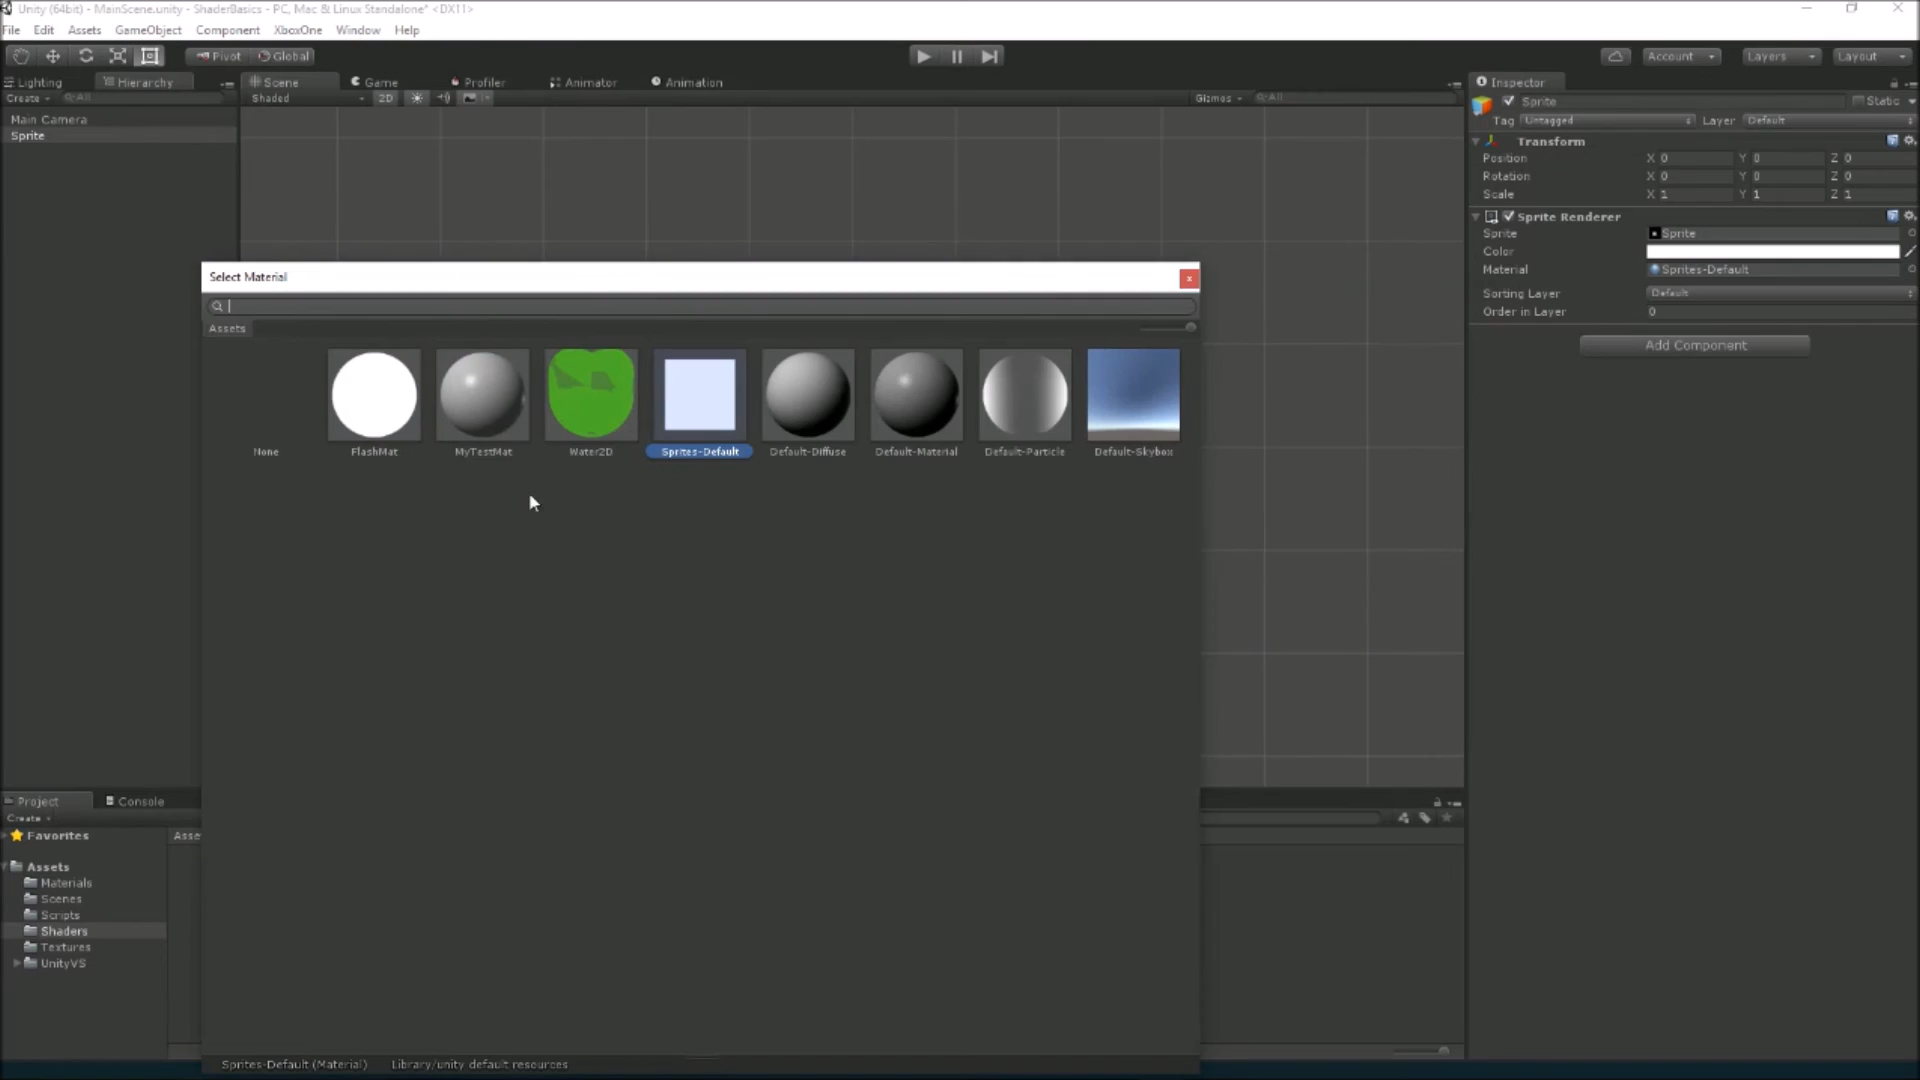 Unity (64bit) - MainScene.unity - ShaderBasics - PC, Mac & Linux Standalone* <DX11>
File Edit Assets GameObject Component XboxOne Window Help
Pivot Global Account Layers Layout
Lighting Hierarchy Scene Game Profiler Animator Animation Inspector
Create All Shaded 2D Gizmos All
Sprite Static
Tag Untagged Layer Default
Main Camera
Sprite
Transform
Position X 0 Y 0 Z 0
Rotation X 0 Y 0 Z 0
Scale X 1 Y 1 Z 1
Sprite Renderer
Sprite Sprite
Color
Material Sprites-Default
Sorting Layer Default
Order in Layer 0
Add Component
Select Material
Assets
None FlashMat MyTestMat Water2D Sprites-Default Default-Diffuse Default-Material Default-Particle Default-Skybox
Project Console
Create
Favorites Asse
Assets
Materials
Scenes
Scripts
Shaders
Textures
UnityVS
Sprites-Default (Material) Library/unity default resources